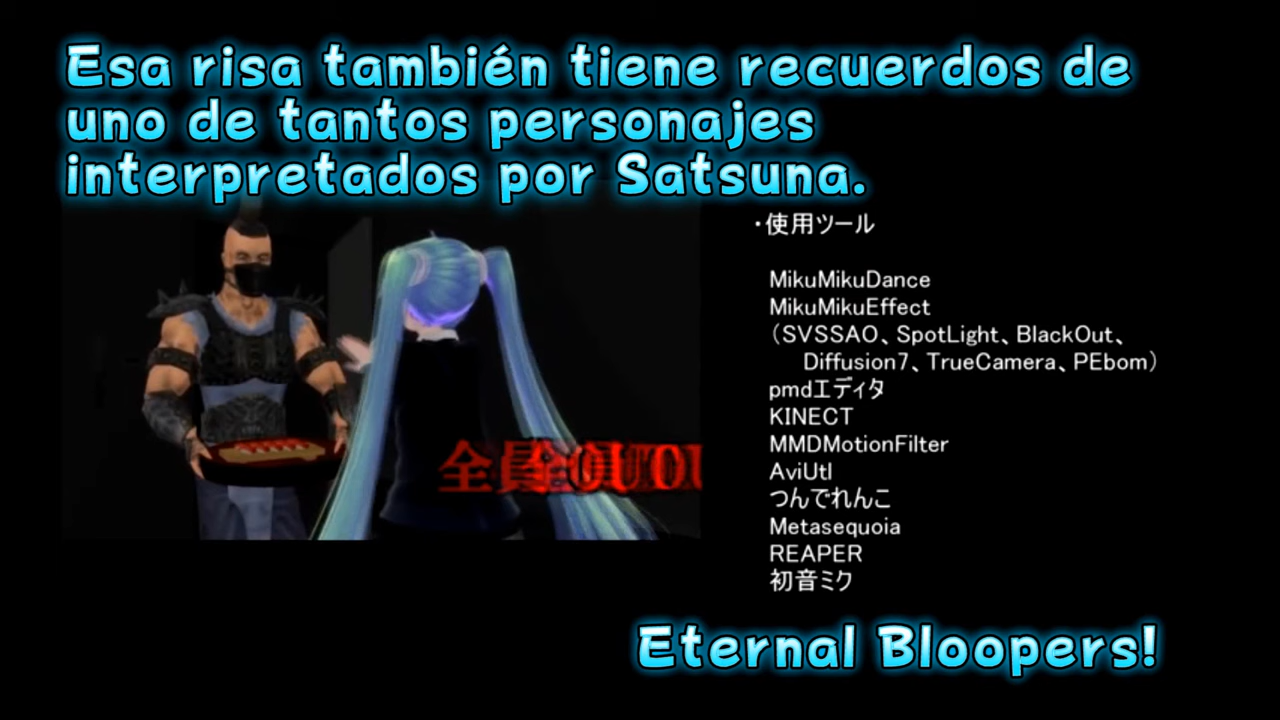 Esa risa también tiene recuerdos de
uno de tantos personajes
interpretados por Satsuna.
・使用ツール
MikuMikuDance
MikuMikuEffect
（SVSSAO、SpotLight、BlackOut、
Diffusion7、TrueCamera、PEbom）
pmdエディタ
KINECT
MMDMotionFilter
AviUtl
つんでれんこ
Metasequoia
REAPER
初音ミク
全員
Eternal Bloopers!